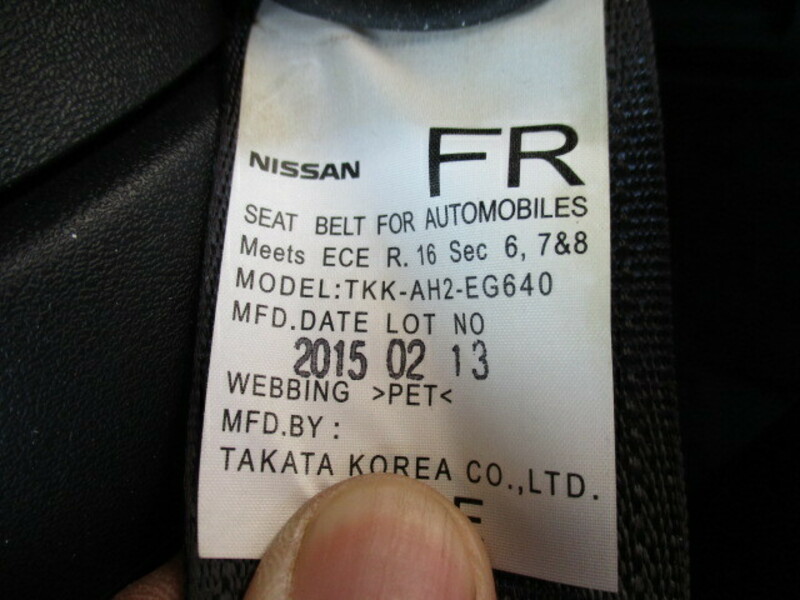 NISSAN FR
SEAT BELT FOR AUTOMOBILES
Meets ECE R. 16 Sec 6, 7&8
MODEL:TKK-AH2-EG640
MFD.DATE LOT NO
2015 02 13
WEBBING >PET<
MFD.BY :
TAKATA KOREA CO.,LTD.